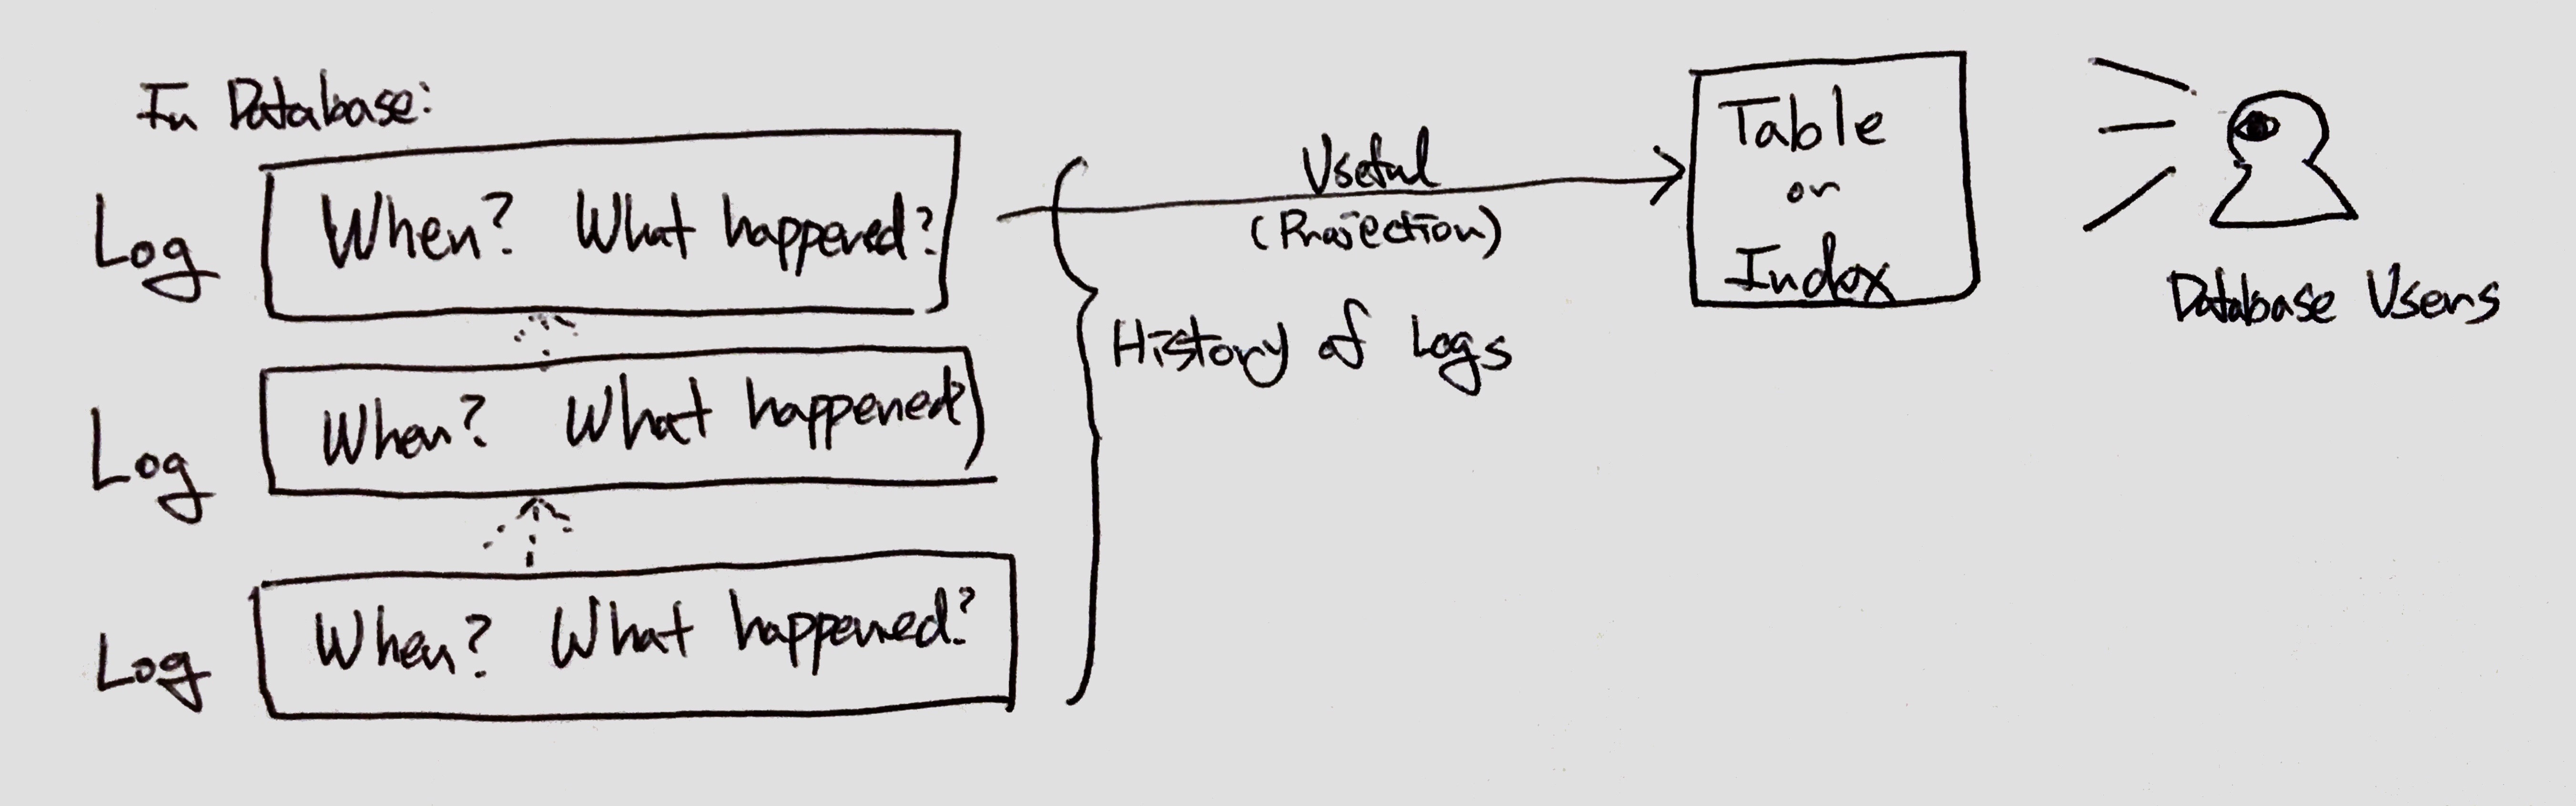 In Database:
Log
When? What happened?
Log
When? What happened?
Log
When? What happened?
History of Logs
Useful
(Projection)
Table
or
Index
Database Users